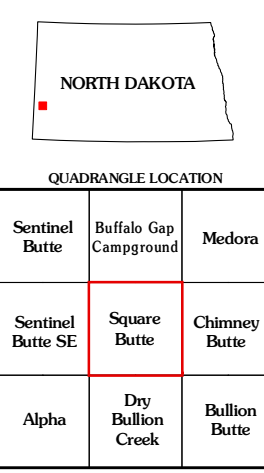 NORTH DAKOTA
QUADRANGLE LOCATION
Sentinel
Butte
Buffalo Gap
Campground
Medora
Sentinel
Butte SE
Square
Butte
Chimney
Butte
Alpha
Dry
Bullion
Creek
Bullion
Butte